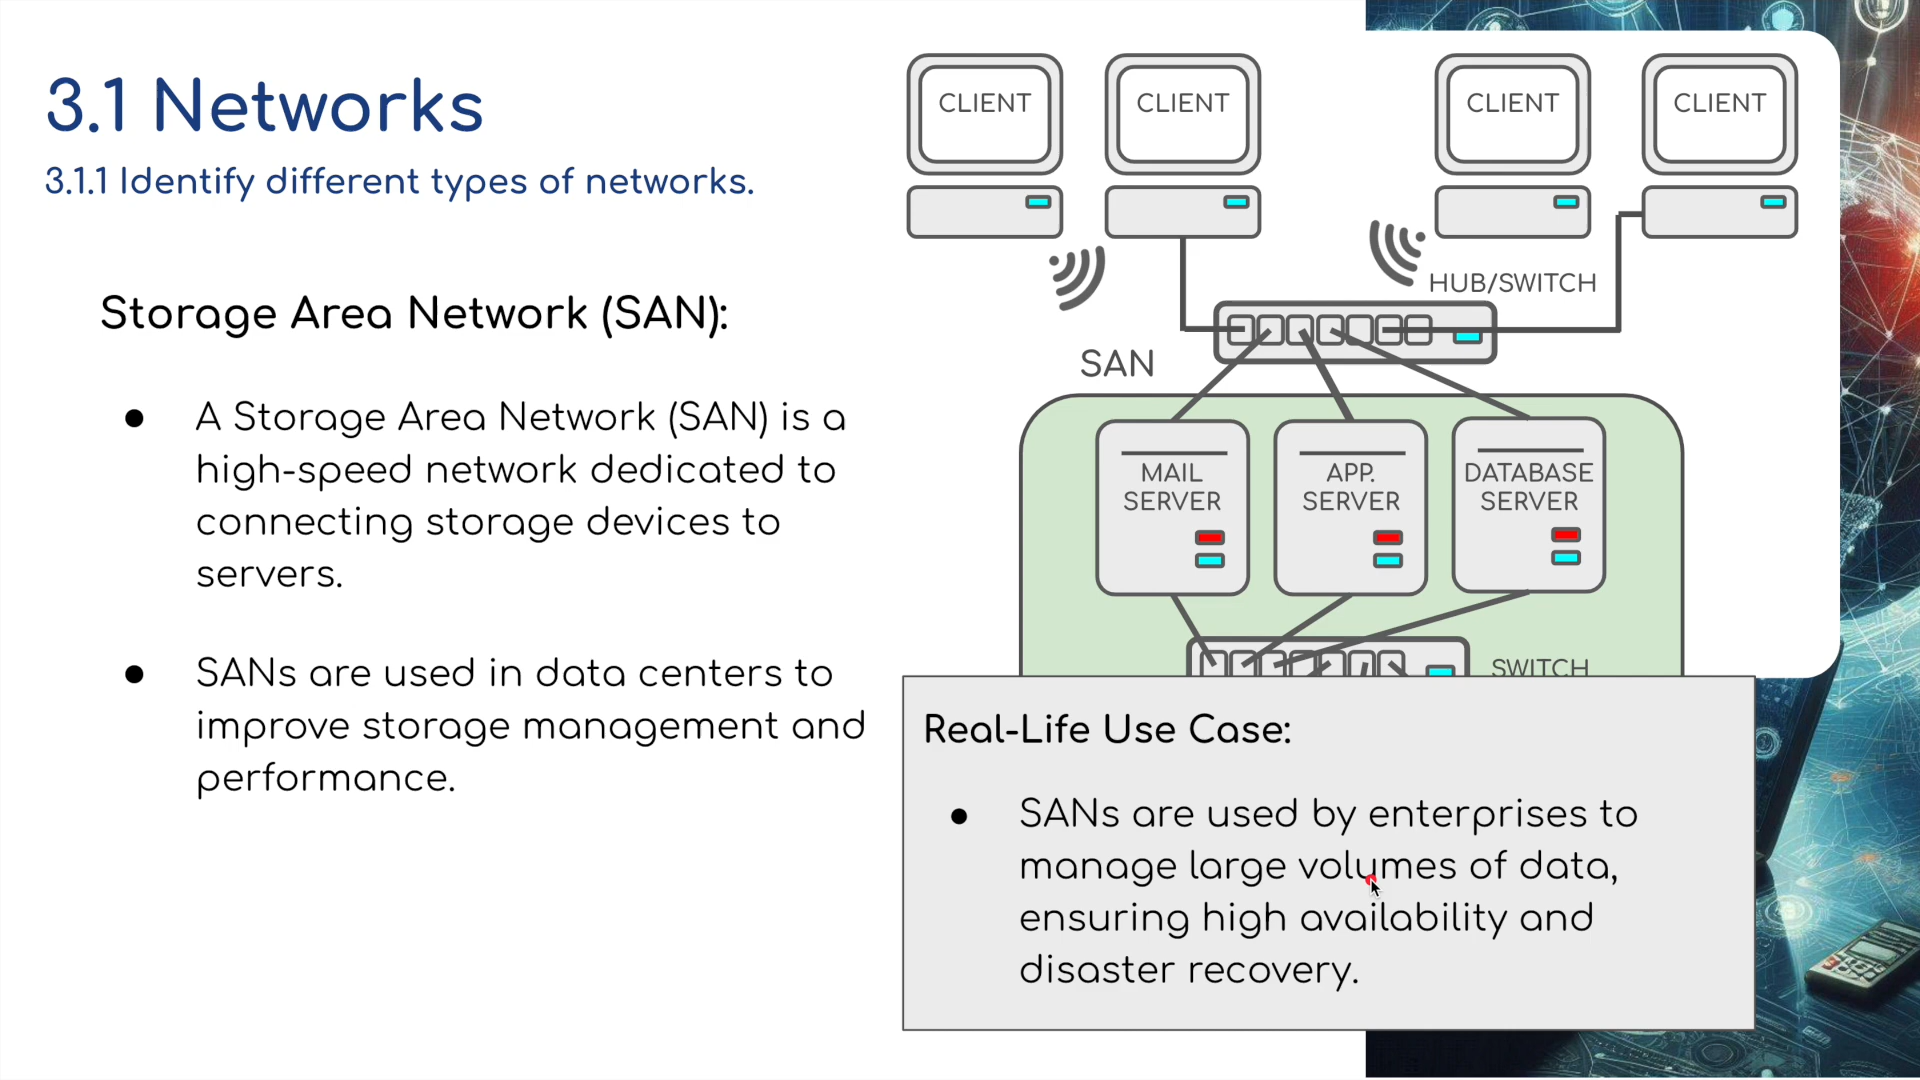 3.1 Networks
3.1.1 Identify different types of networks.
Storage Area Network (SAN):
● A Storage Area Network (SAN) is a
high-speed network dedicated to
connecting storage devices to
servers.
● SANs are used in data centers to
improve storage management and
performance.
CLIENT
CLIENT
CLIENT
CLIENT
HUB/SWITCH
SAN
MAIL
SERVER
APP.
SERVER
DATABASE
SERVER
SWITCH
Real-Life Use Case:
● SANs are used by enterprises to
manage large volumes of data,
ensuring high availability and
disaster recovery.